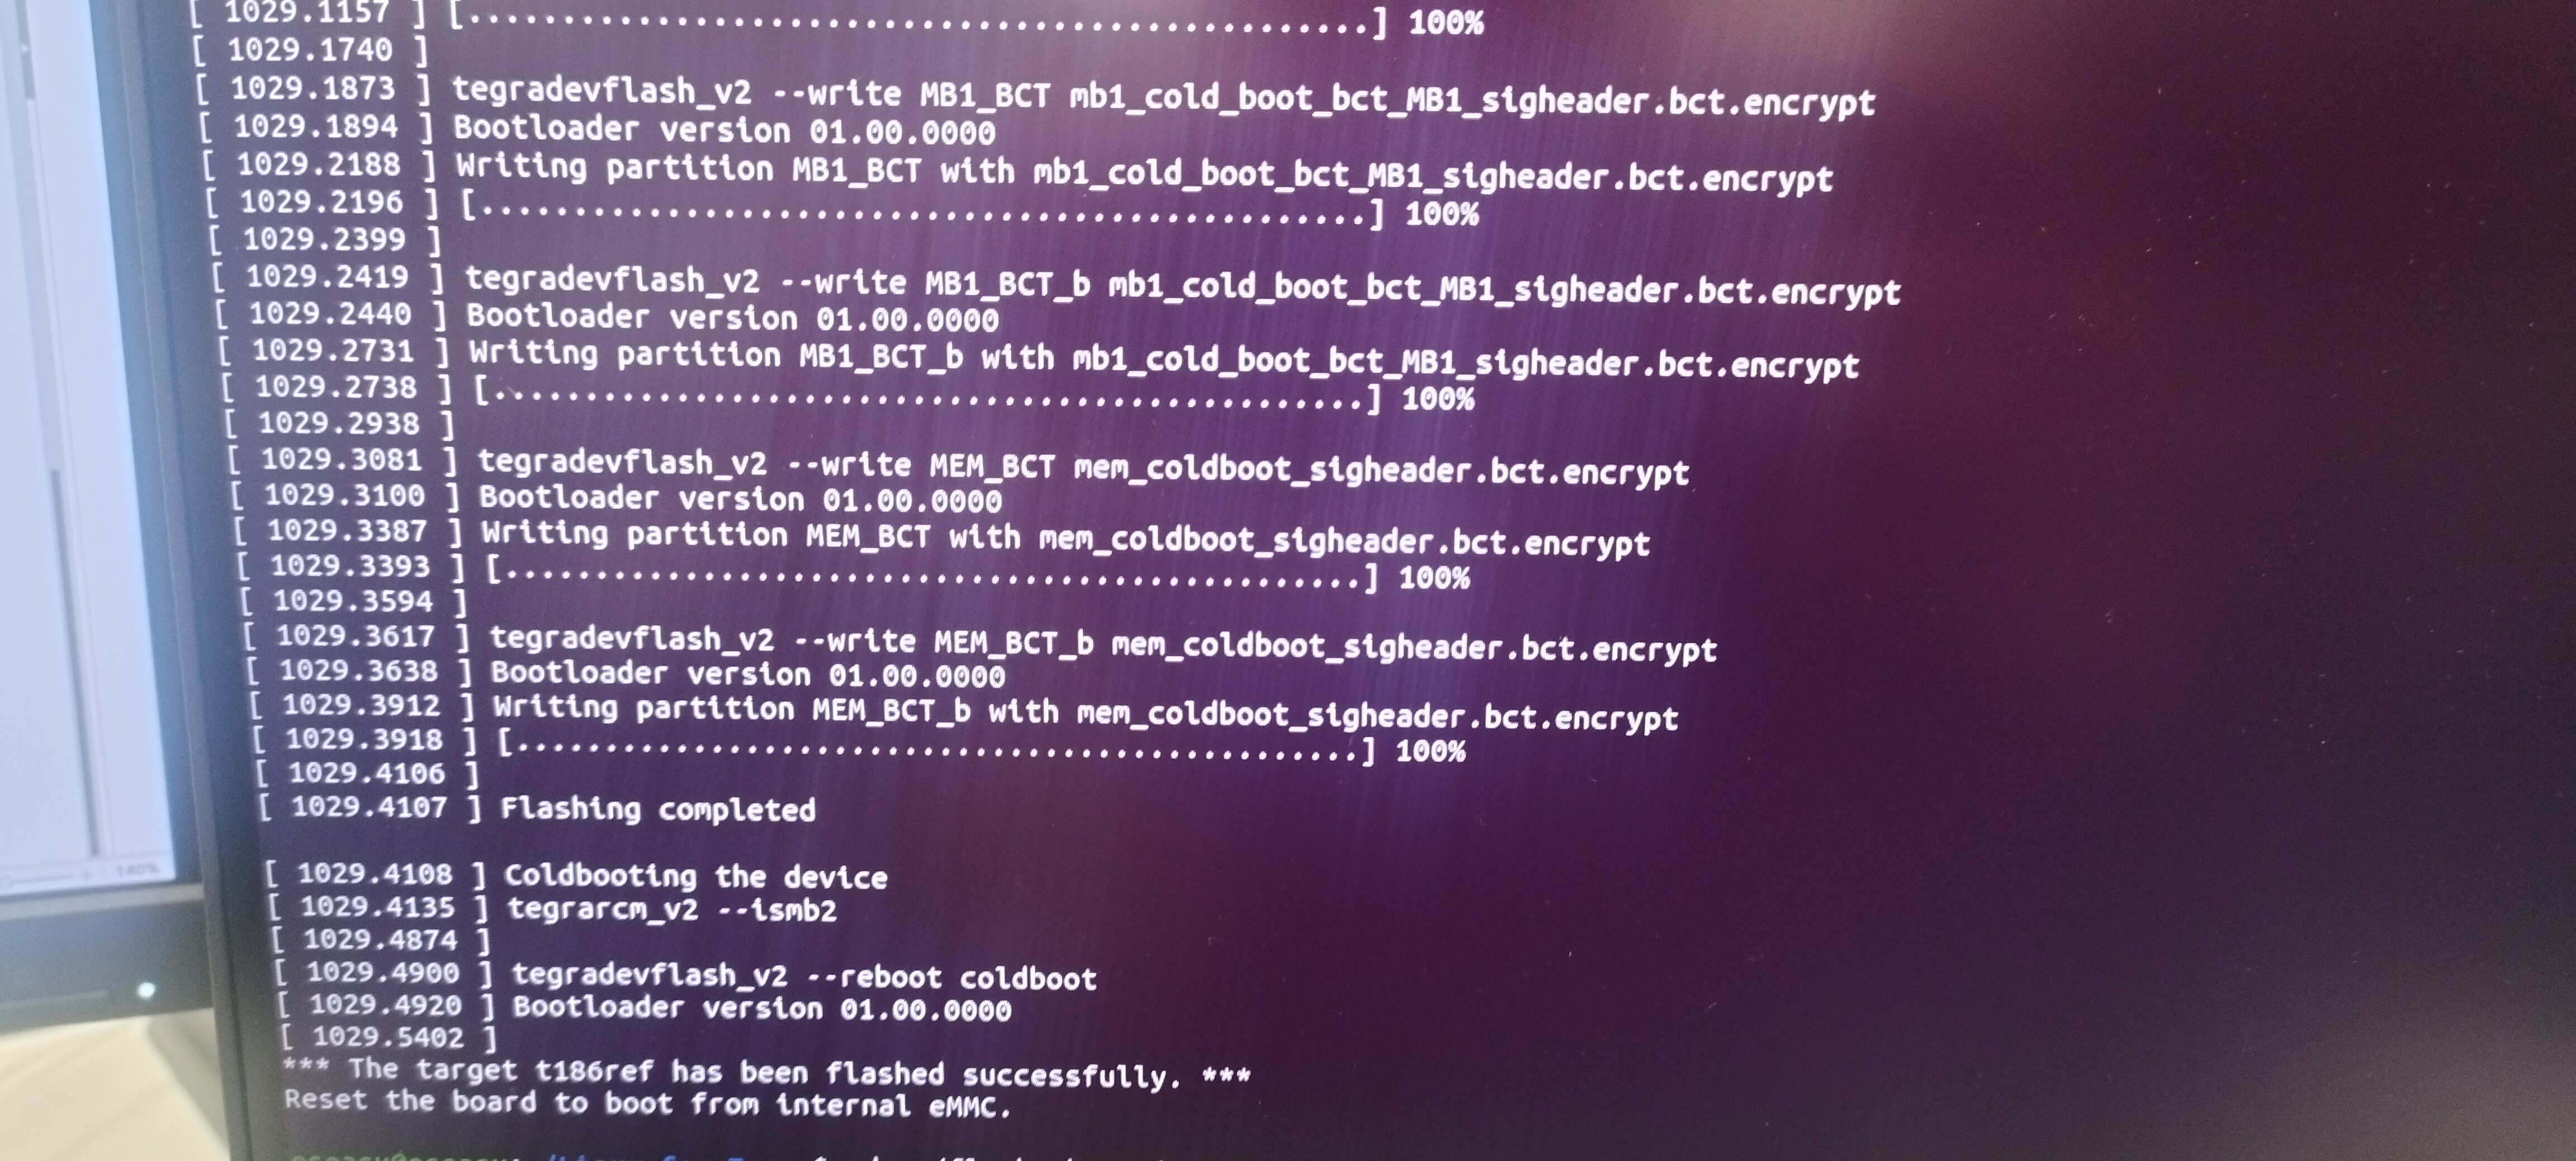 [ 1029.1157 ] [..................................................] 100%
[ 1029.1740 ]
[ 1029.1873 ] tegradevflash_v2 --write MB1_BCT mb1_cold_boot_bct_MB1_sigheader.bct.encrypt
[ 1029.1894 ] Bootloader version 01.00.0000
[ 1029.2188 ] Writing partition MB1_BCT with mb1_cold_boot_bct_MB1_sigheader.bct.encrypt
[ 1029.2196 ] [..................................................] 100%
[ 1029.2399 ]
[ 1029.2419 ] tegradevflash_v2 --write MB1_BCT_b mb1_cold_boot_bct_MB1_sigheader.bct.encrypt
[ 1029.2440 ] Bootloader version 01.00.0000
[ 1029.2731 ] Writing partition MB1_BCT_b with mb1_cold_boot_bct_MB1_sigheader.bct.encrypt
[ 1029.2738 ] [..................................................] 100%
[ 1029.2938 ]
[ 1029.3081 ] tegradevflash_v2 --write MEM_BCT mem_coldboot_sigheader.bct.encrypt
[ 1029.3100 ] Bootloader version 01.00.0000
[ 1029.3387 ] Writing partition MEM_BCT with mem_coldboot_sigheader.bct.encrypt
[ 1029.3393 ] [..................................................] 100%
[ 1029.3594 ]
[ 1029.3617 ] tegradevflash_v2 --write MEM_BCT_b mem_coldboot_sigheader.bct.encrypt
[ 1029.3638 ] Bootloader version 01.00.0000
[ 1029.3912 ] Writing partition MEM_BCT_b with mem_coldboot_sigheader.bct.encrypt
[ 1029.3918 ] [..................................................] 100%
[ 1029.4106 ]
[ 1029.4107 ] Flashing completed
[ 1029.4108 ] Coldbooting the device
[ 1029.4135 ] tegrarcm_v2 --ismb2
[ 1029.4874 ]
[ 1029.4900 ] tegradevflash_v2 --reboot coldboot
[ 1029.4920 ] Bootloader version 01.00.0000
[ 1029.5402 ]
*** The target t186ref has been flashed successfully. ***
Reset the board to boot from internal eMMC.
140%